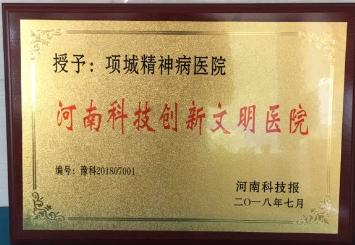 授予：项城精神病医院
河南科技创新文明医院
编号：豫科201807001
河南科技报
二〇一八年七月